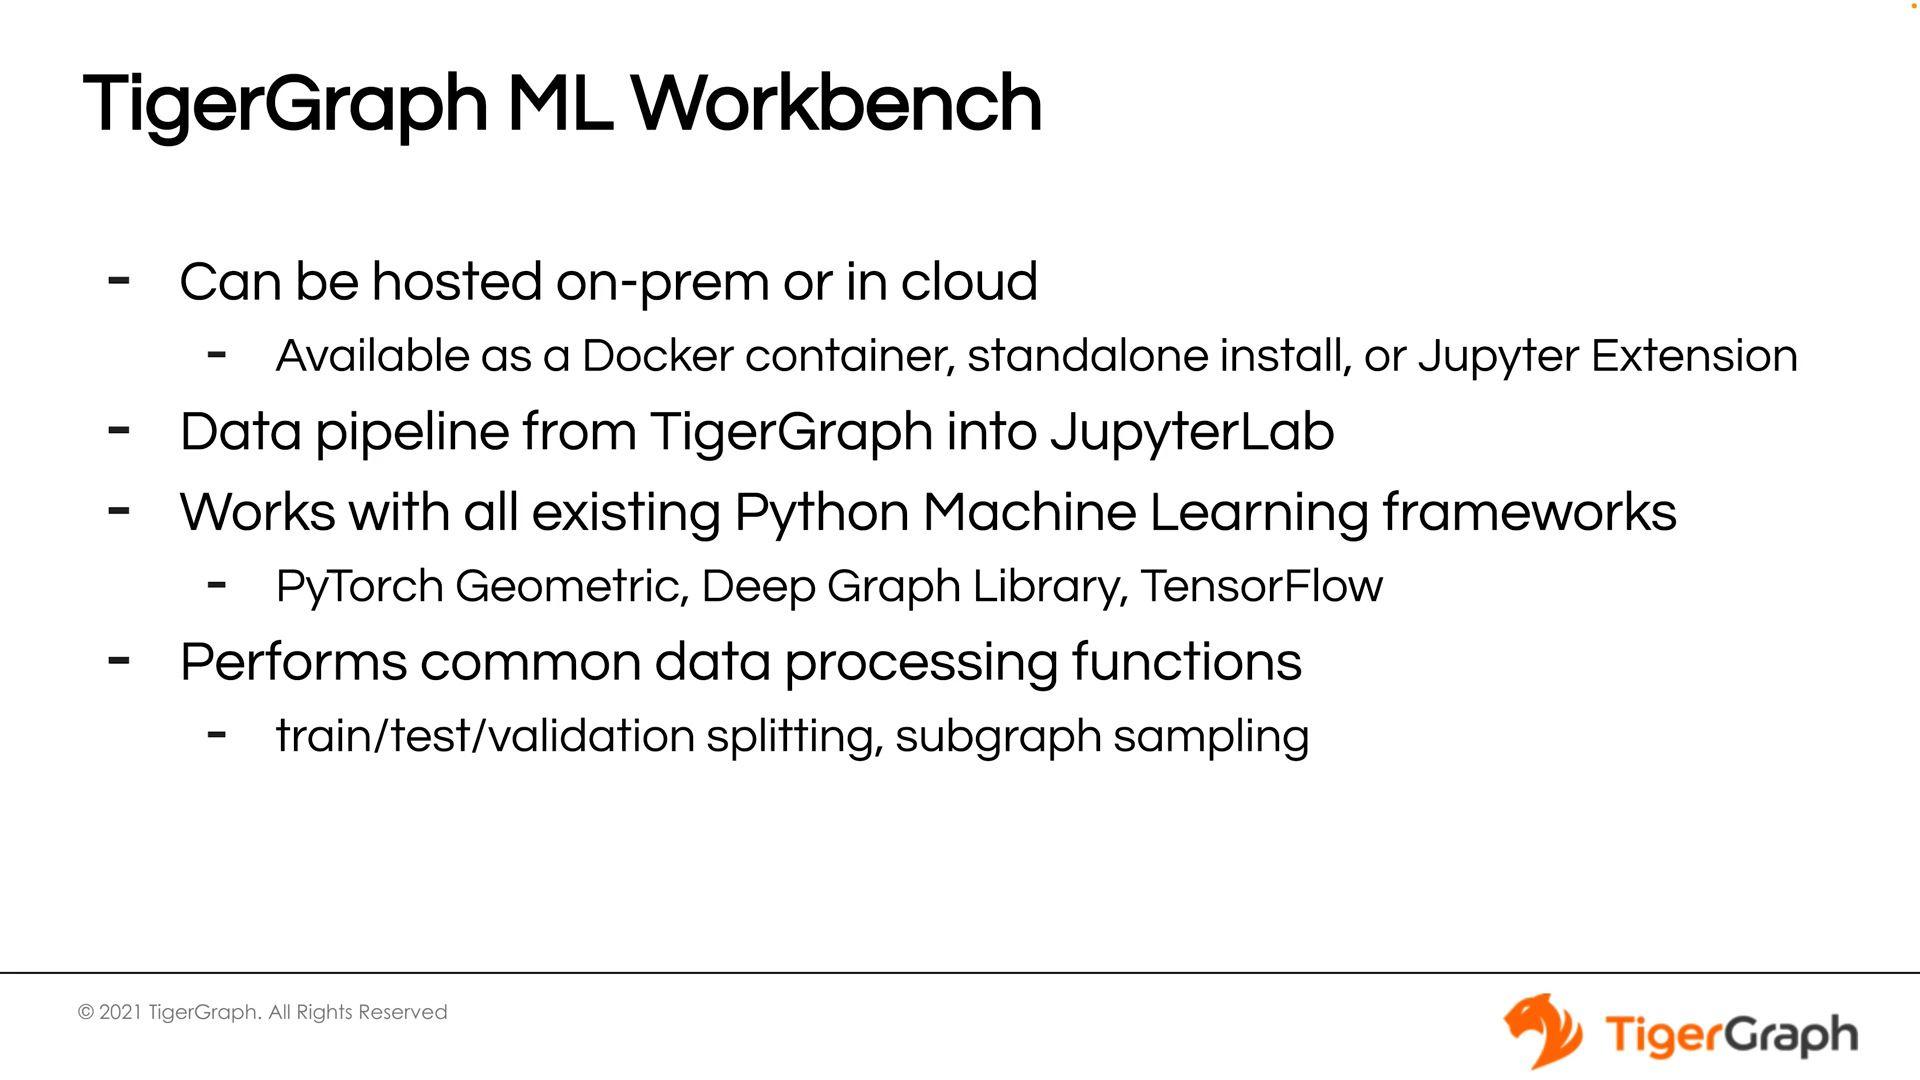 TigerGraph ML Workbench
- Can be hosted on-prem or in cloud
- Available as a Docker container, standalone install, or Jupyter Extension
- Data pipeline from TigerGraph into JupyterLab
- Works with all existing Python Machine Learning frameworks
- PyTorch Geometric, Deep Graph Library, TensorFlow
- Performs common data processing functions
- train/test/validation splitting, subgraph sampling
© 2021 TigerGraph. All Rights Reserved
TigerGraph